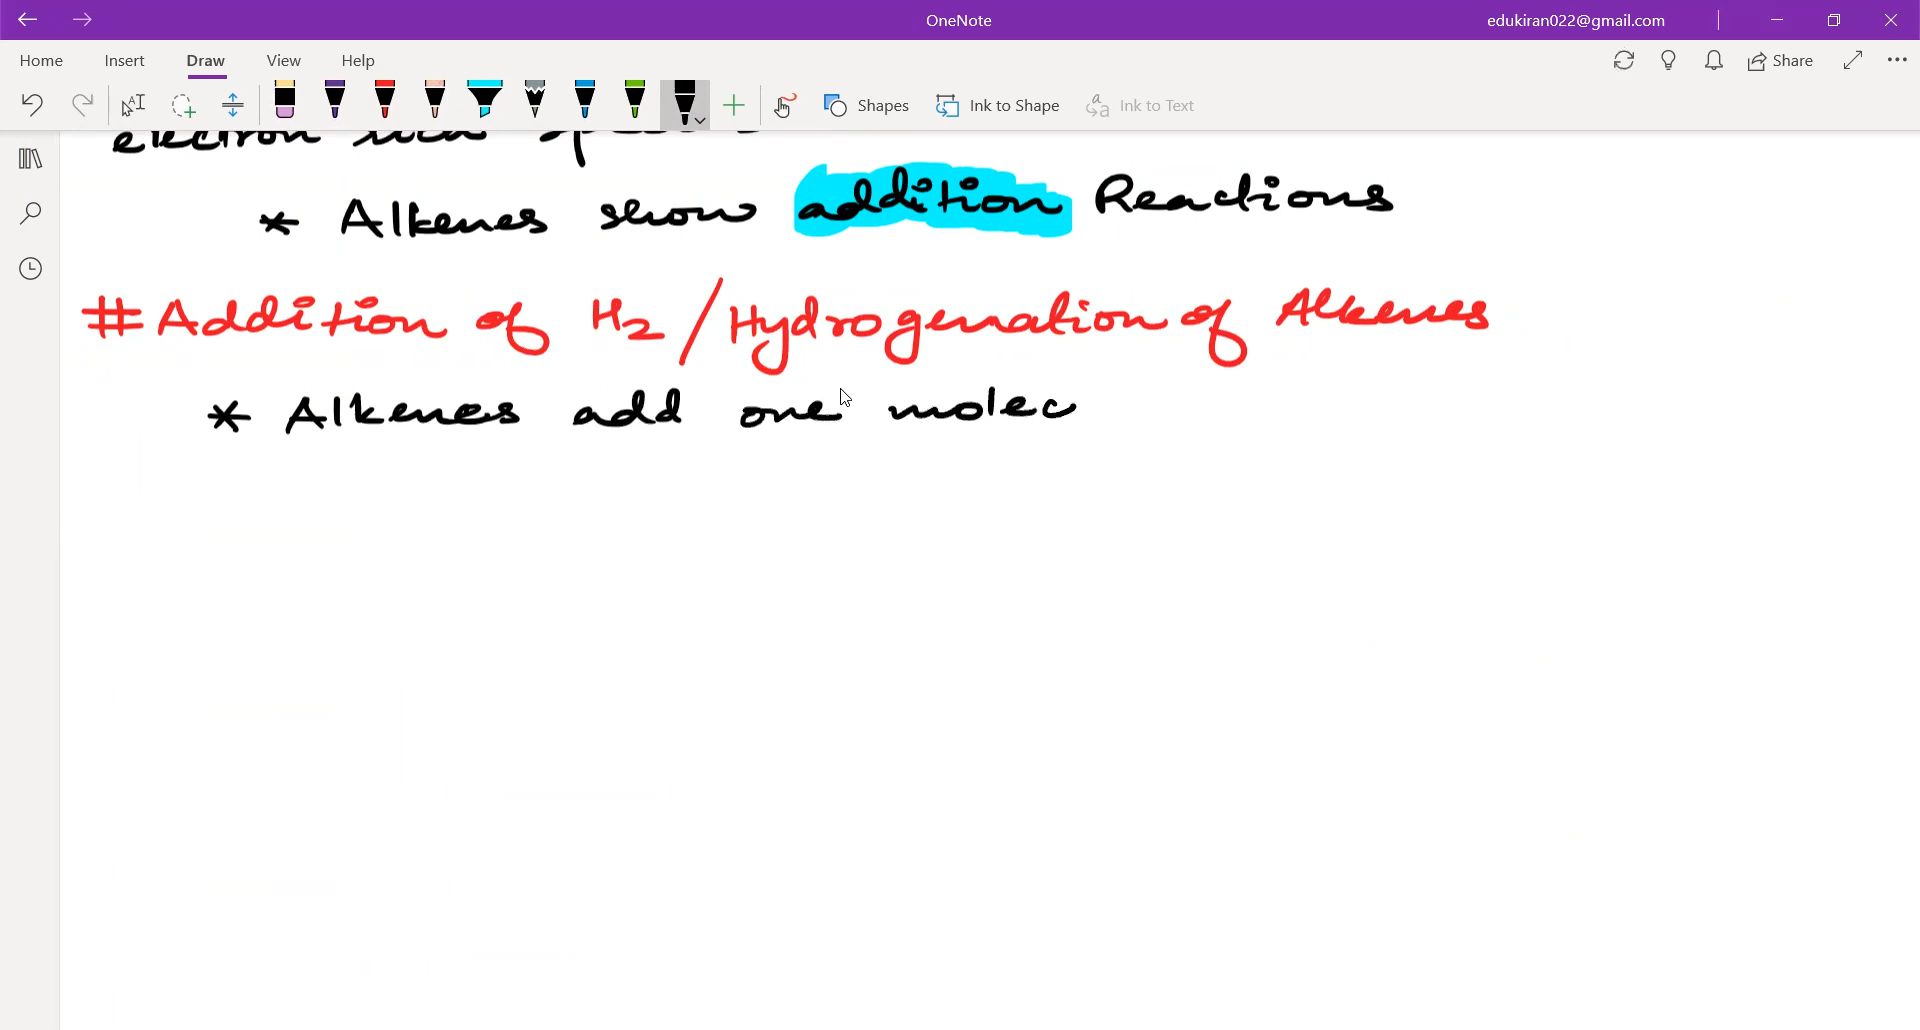 OneNote
edukiran022@gmail.com
Home Insert Draw View Help
Share
Shapes Ink to Shape Ink to Text
electron
* Alkenes show addition Reactions
# Addition of H2/Hydrogenation of Alkenes
* Alkenes add one molec